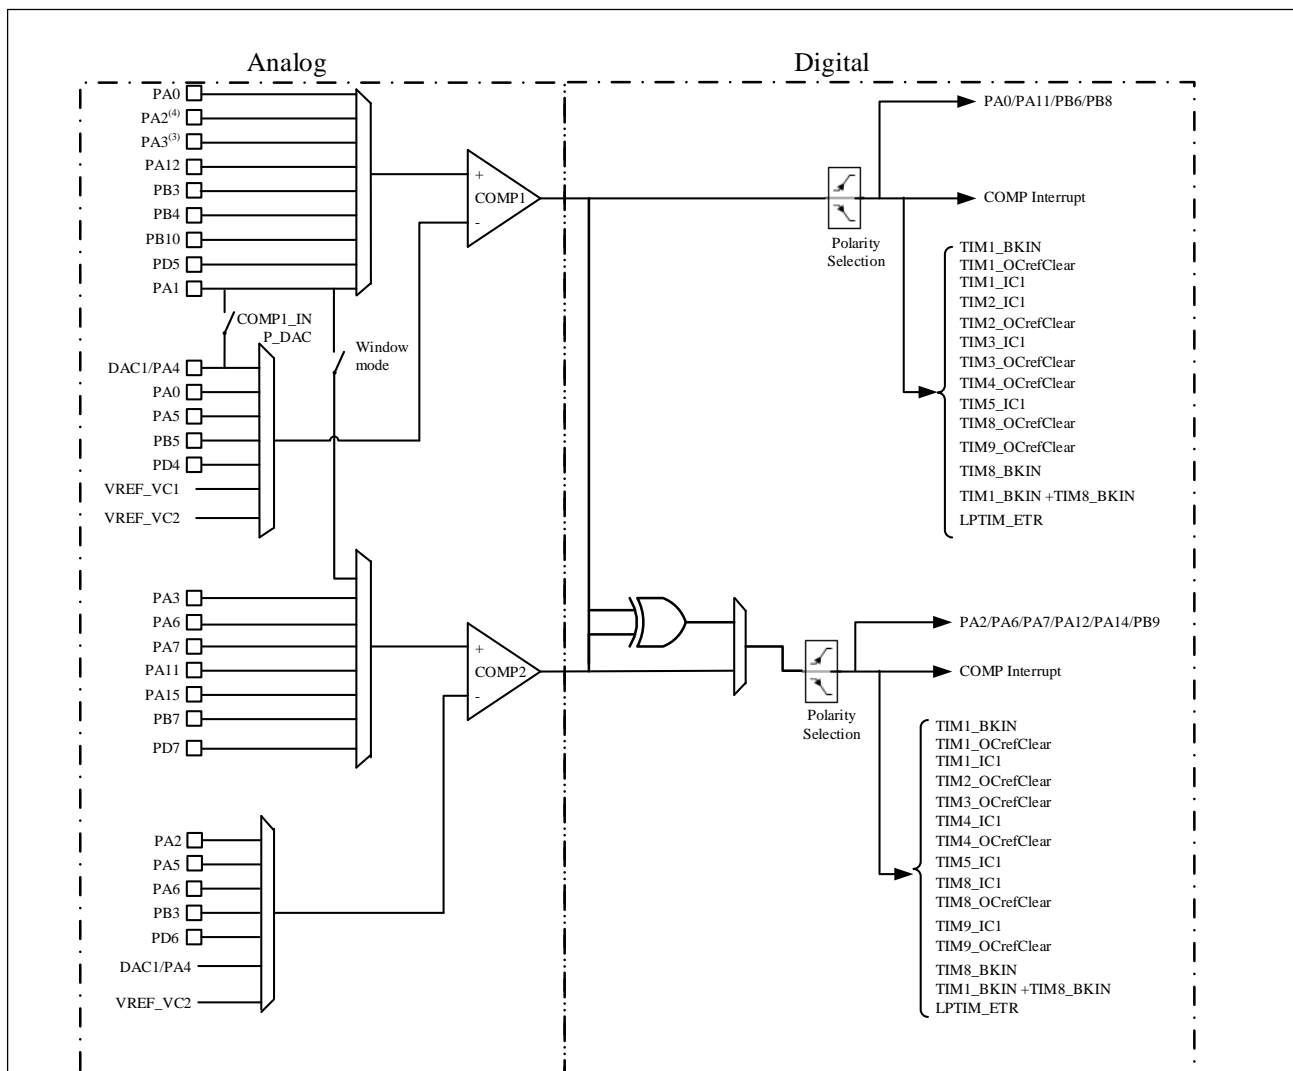 Analog
Digital
PA0
PA2(4)
PA3(3)
PA12
PB3
PB4
PB10
PD5
PA1
COMP1_IN
P_DAC
Window
mode
DAC1/PA4
PA0
PA5
PB5
PD4
VREF_VC1
VREF_VC2
+
COMP1
-
Polarity
Selection
PA0/PA11/PB6/PB8
COMP Interrupt
TIM1_BKIN
TIM1_OCrefClear
TIM1_IC1
TIM2_IC1
TIM2_OCrefClear
TIM3_IC1
TIM3_OCrefClear
TIM4_OCrefClear
TIM5_IC1
TIM8_OCrefClear
TIM9_OCrefClear
TIM8_BKIN
TIM1_BKIN +TIM8_BKIN
LPTIM_ETR
PA3
PA6
PA7
PA11
PA15
PB7
PD7
PA2
PA5
PA6
PB3
PD6
DAC1/PA4
VREF_VC2
+
COMP2
-
Polarity
Selection
PA2/PA6/PA7/PA12/PA14/PB9
COMP Interrupt
TIM1_BKIN
TIM1_OCrefClear
TIM1_IC1
TIM2_OCrefClear
TIM3_OCrefClear
TIM4_IC1
TIM4_OCrefClear
TIM5_IC1
TIM8_IC1
TIM8_OCrefClear
TIM9_IC1
TIM9_OCrefClear
TIM8_BKIN
TIM1_BKIN +TIM8_BKIN
LPTIM_ETR